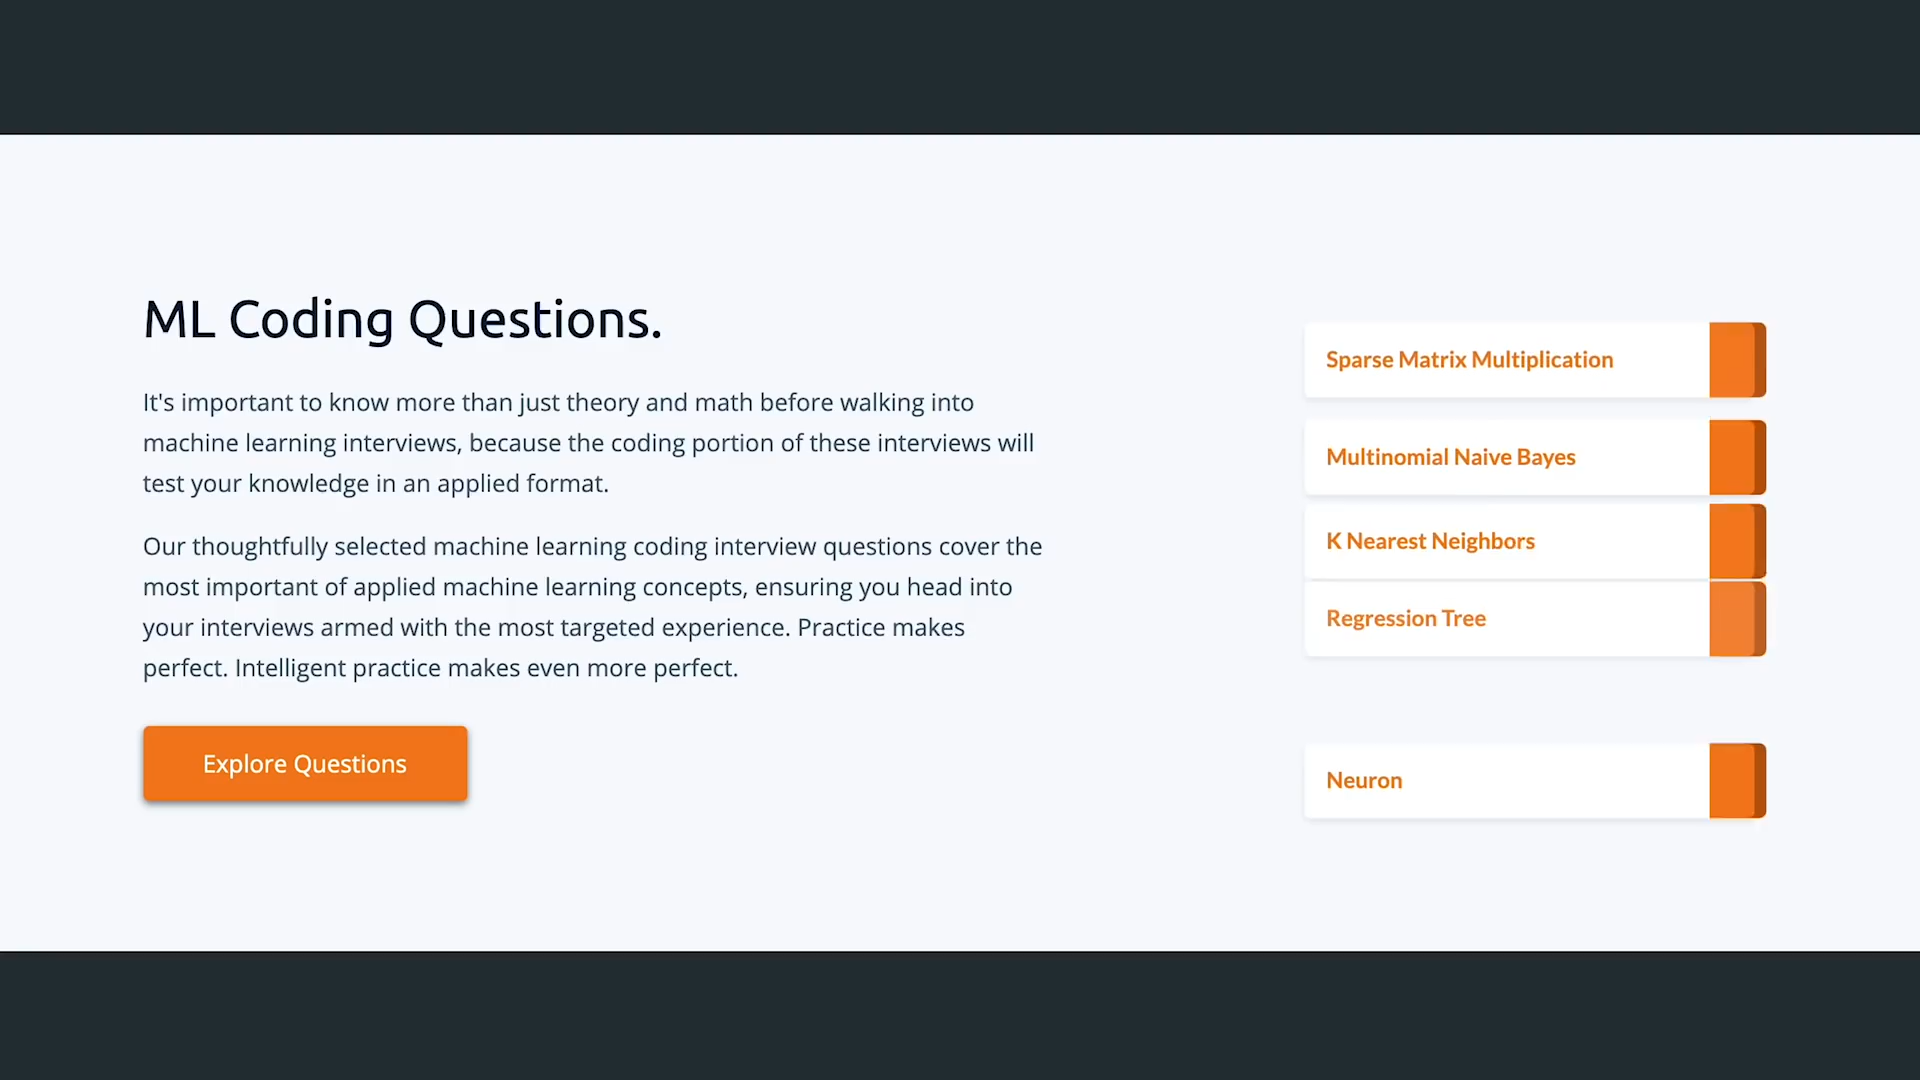 ML Coding Questions.
It's important to know more than just theory and math before walking into
machine learning interviews, because the coding portion of these interviews will
test your knowledge in an applied format.
Our thoughtfully selected machine learning coding interview questions cover the
most important of applied machine learning concepts, ensuring you head into
your interviews armed with the most targeted experience. Practice makes
perfect. Intelligent practice makes even more perfect.
Explore Questions
Sparse Matrix Multiplication
Multinomial Naive Bayes
K Nearest Neighbors
Regression Tree
Neuron